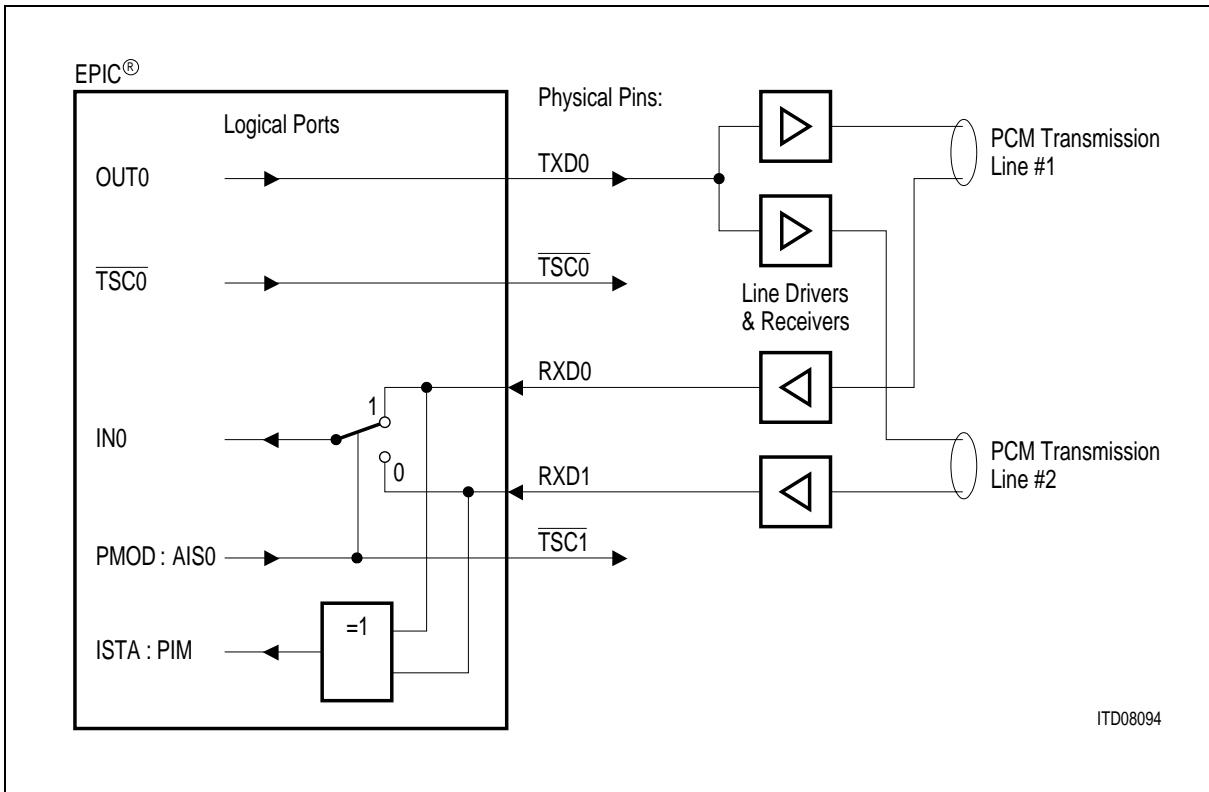 EPIC®
Logical Ports
Physical Pins:
OUT0
TXD0
PCM Transmission
Line #1
TSC0
TSC0
Line Drivers
& Receivers
RXD0
1
IN0
0
RXD1
PCM Transmission
Line #2
PMOD : AIS0
TSC1
=1
ISTA : PIM
ITD08094